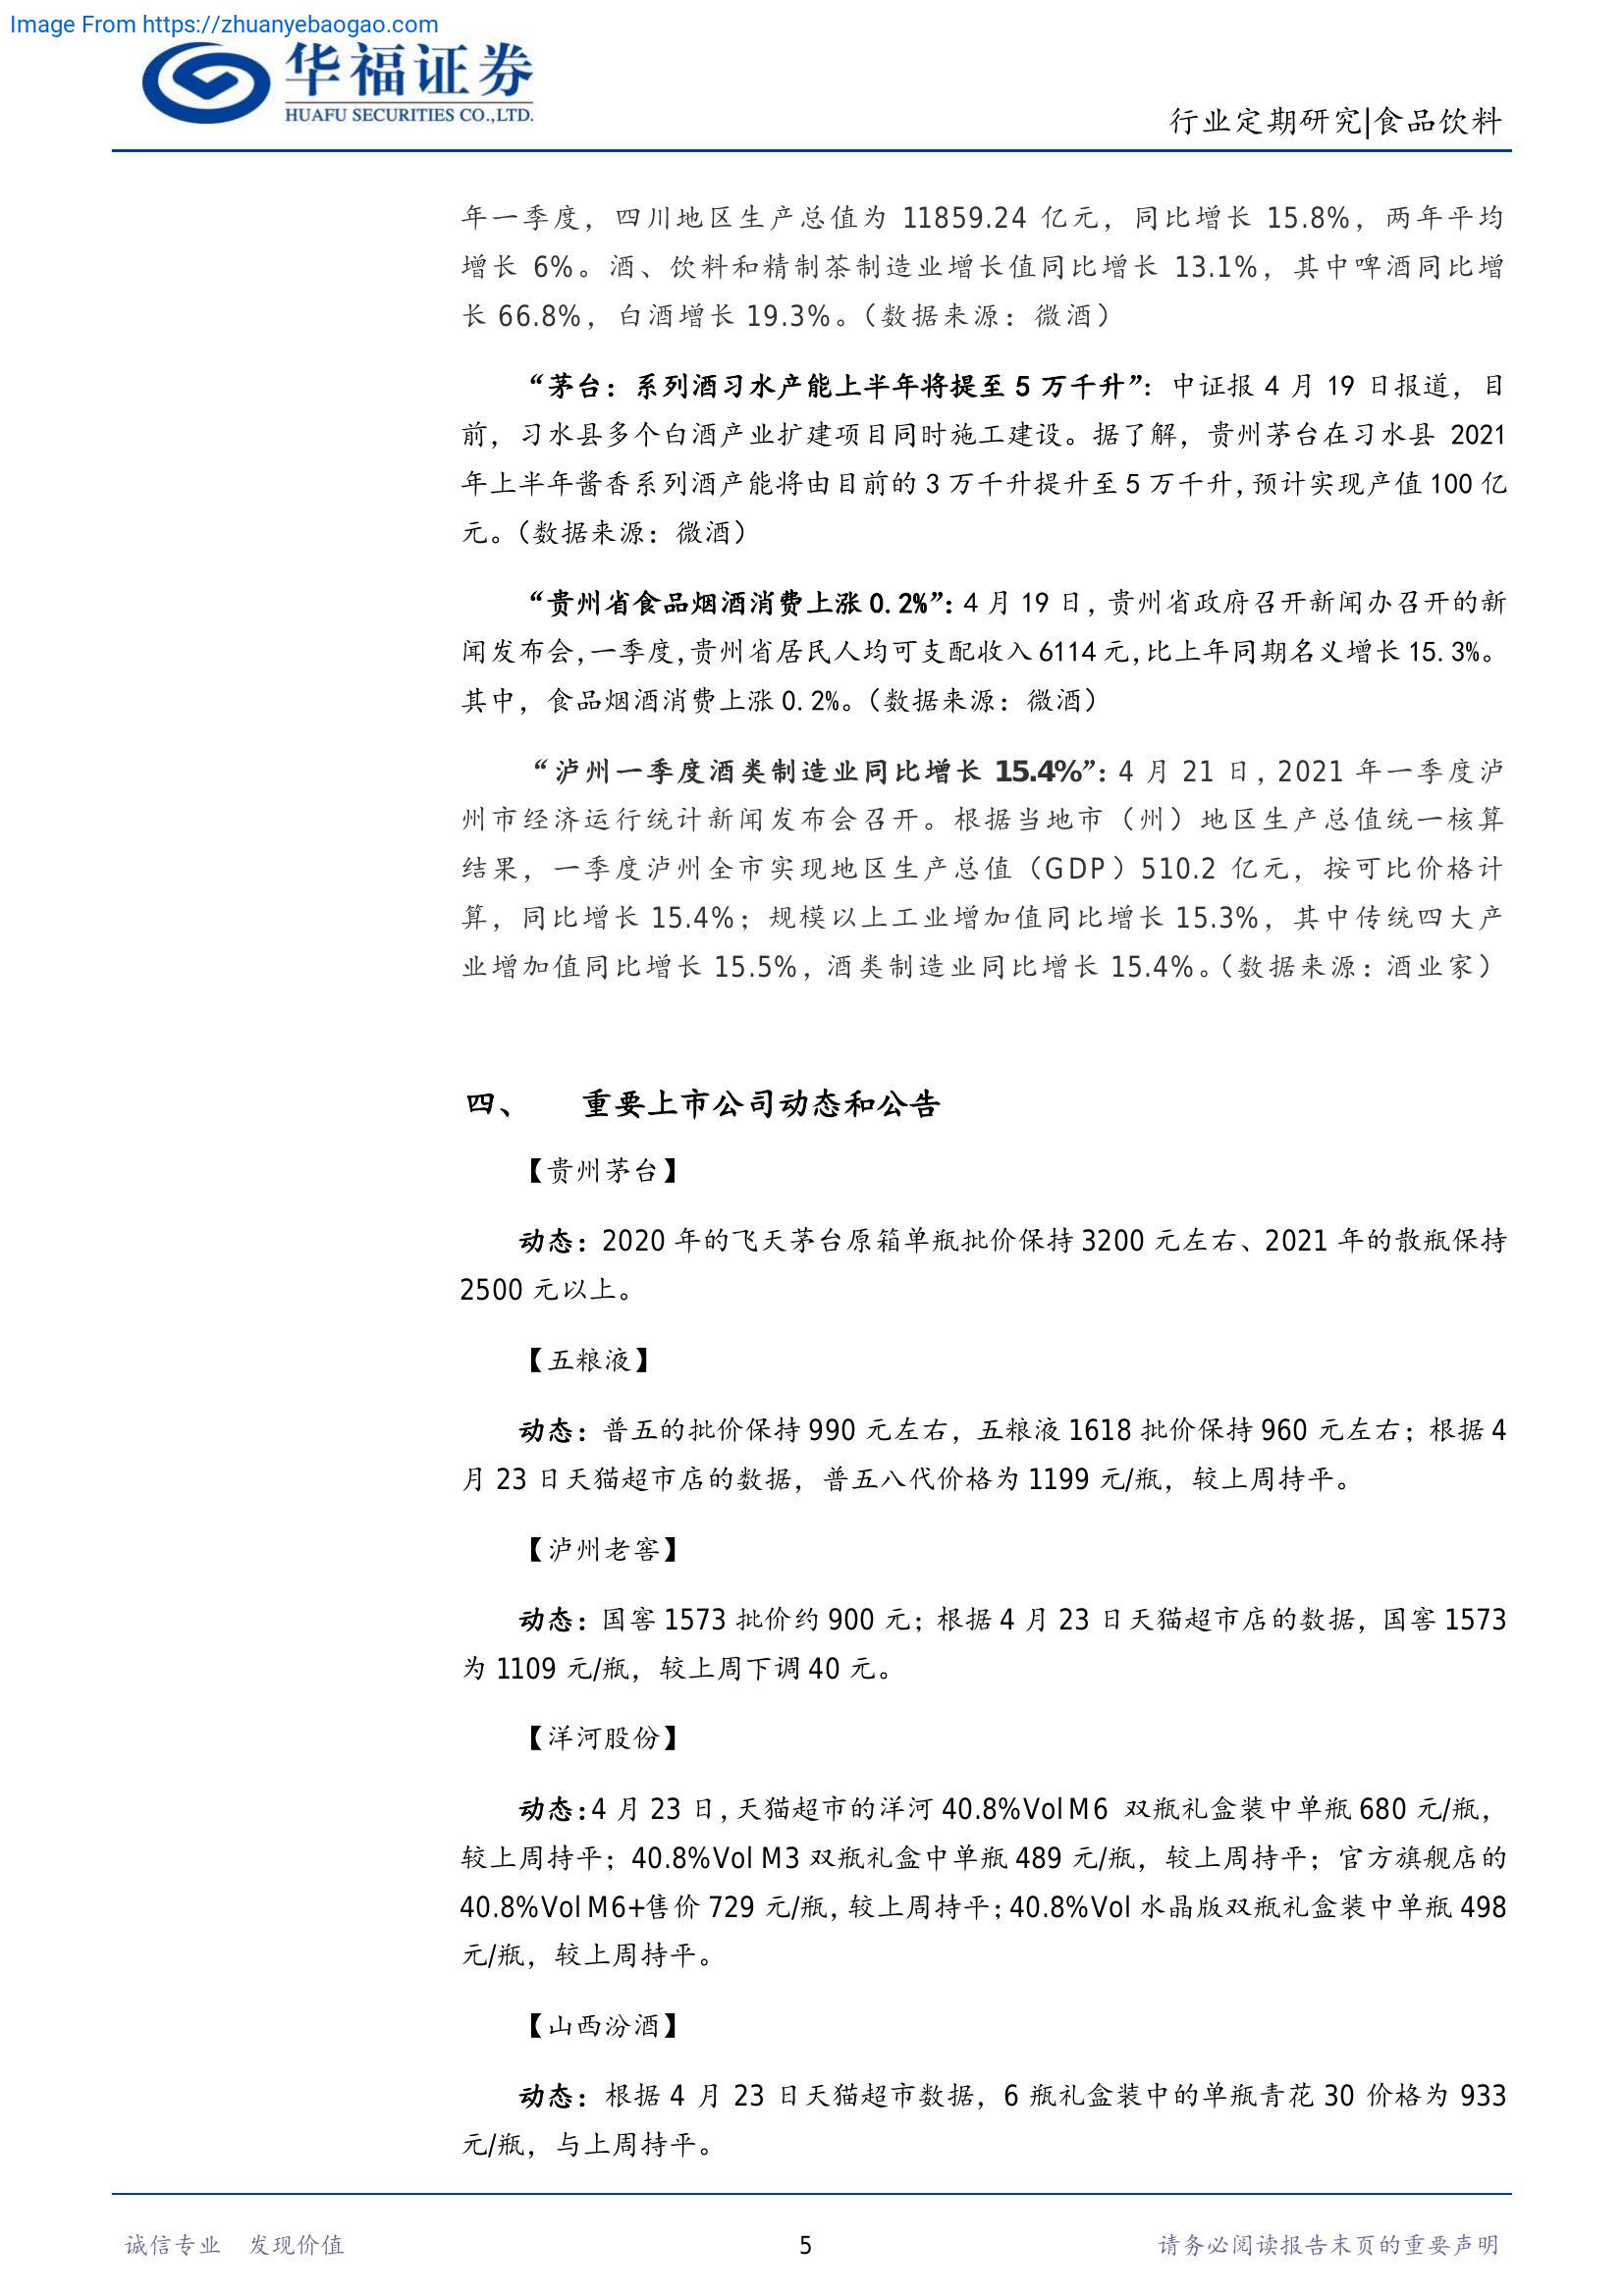 Image From https://zhuanyebaogao.com
华福证券
HUAFU SECURITIES CO.,LTD.
行业定期研究|食品饮料
年一季度，四川地区生产总值为 11859.24 亿元，同比增长 15.8%，两年平均
增长 6%。酒、饮料和精制茶制造业增长值同比增长 13.1%，其中啤酒同比增
长 66.8%，白酒增长 19.3%。（数据来源：微酒）
“茅台：系列酒习水产能上半年将提至 5 万千升”：中证报 4 月 19 日报道，目
前，习水县多个白酒产业扩建项目同时施工建设。据了解，贵州茅台在习水县 2021
年上半年酱香系列酒产能将由目前的 3 万千升提升至 5 万千升,预计实现产值 100 亿
元。（数据来源：微酒）
“贵州省食品烟酒消费上涨 0.2%”：4 月 19 日，贵州省政府召开新闻办召开的新
闻发布会,一季度,贵州省居民人均可支配收入 6114 元,比上年同期名义增长 15.3%。
其中，食品烟酒消费上涨 0.2%。（数据来源：微酒）
“泸州一季度酒类制造业同比增长 15.4%”：4 月 21 日，2021 年一季度泸
州市经济运行统计新闻发布会召开。根据当地市（州）地区生产总值统一核算
结果，一季度泸州全市实现地区生产总值（GDP）510.2 亿元，按可比价格计
算，同比增长 15.4%；规模以上工业增加值同比增长 15.3%，其中传统四大产
业增加值同比增长 15.5%，酒类制造业同比增长 15.4%。（数据来源：酒业家）
四、 重要上市公司动态和公告
【贵州茅台】
动态：2020 年的飞天茅台原箱单瓶批价保持 3200 元左右、2021 年的散瓶保持
2500 元以上。
【五粮液】
动态：普五的批价保持 990 元左右，五粮液 1618 批价保持 960 元左右；根据 4
月 23 日天猫超市店的数据，普五八代价格为 1199 元/瓶，较上周持平。
【泸州老窖】
动态：国窖 1573 批价约 900 元；根据 4 月 23 日天猫超市店的数据，国窖 1573
为 1109 元/瓶，较上周下调 40 元。
【洋河股份】
动态：4 月 23 日，天猫超市的洋河 40.8%Vol M6 双瓶礼盒装中单瓶 680 元/瓶，
较上周持平；40.8%Vol M3 双瓶礼盒中单瓶 489 元/瓶，较上周持平；官方旗舰店的
40.8%Vol M6+售价 729 元/瓶，较上周持平；40.8%Vol 水晶版双瓶礼盒装中单瓶 498
元/瓶，较上周持平。
【山西汾酒】
动态：根据 4 月 23 日天猫超市数据，6 瓶礼盒装中的单瓶青花 30 价格为 933
元/瓶，与上周持平。
诚信专业 发现价值
5
请务必阅读报告末页的重要声明